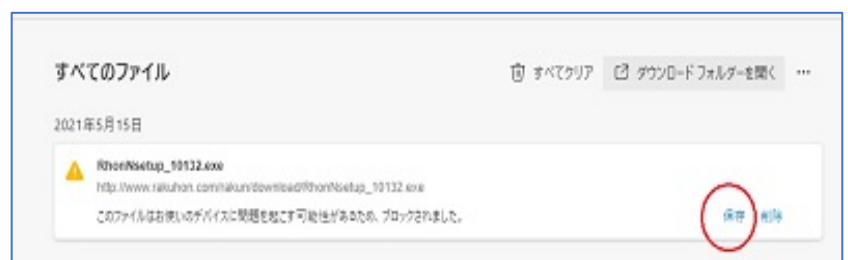 すべてのファイル
すべてクリア ダウンロード フォルダーを開く ...
2021年5月15日
RhonNsetup_10132.exe
http://www.rakuhon.com/rakun/download/RhonNsetup_10132.exe
このファイルはお使いのデバイスに問題を起こす可能性があるため、ブロックされました。
保存 削除